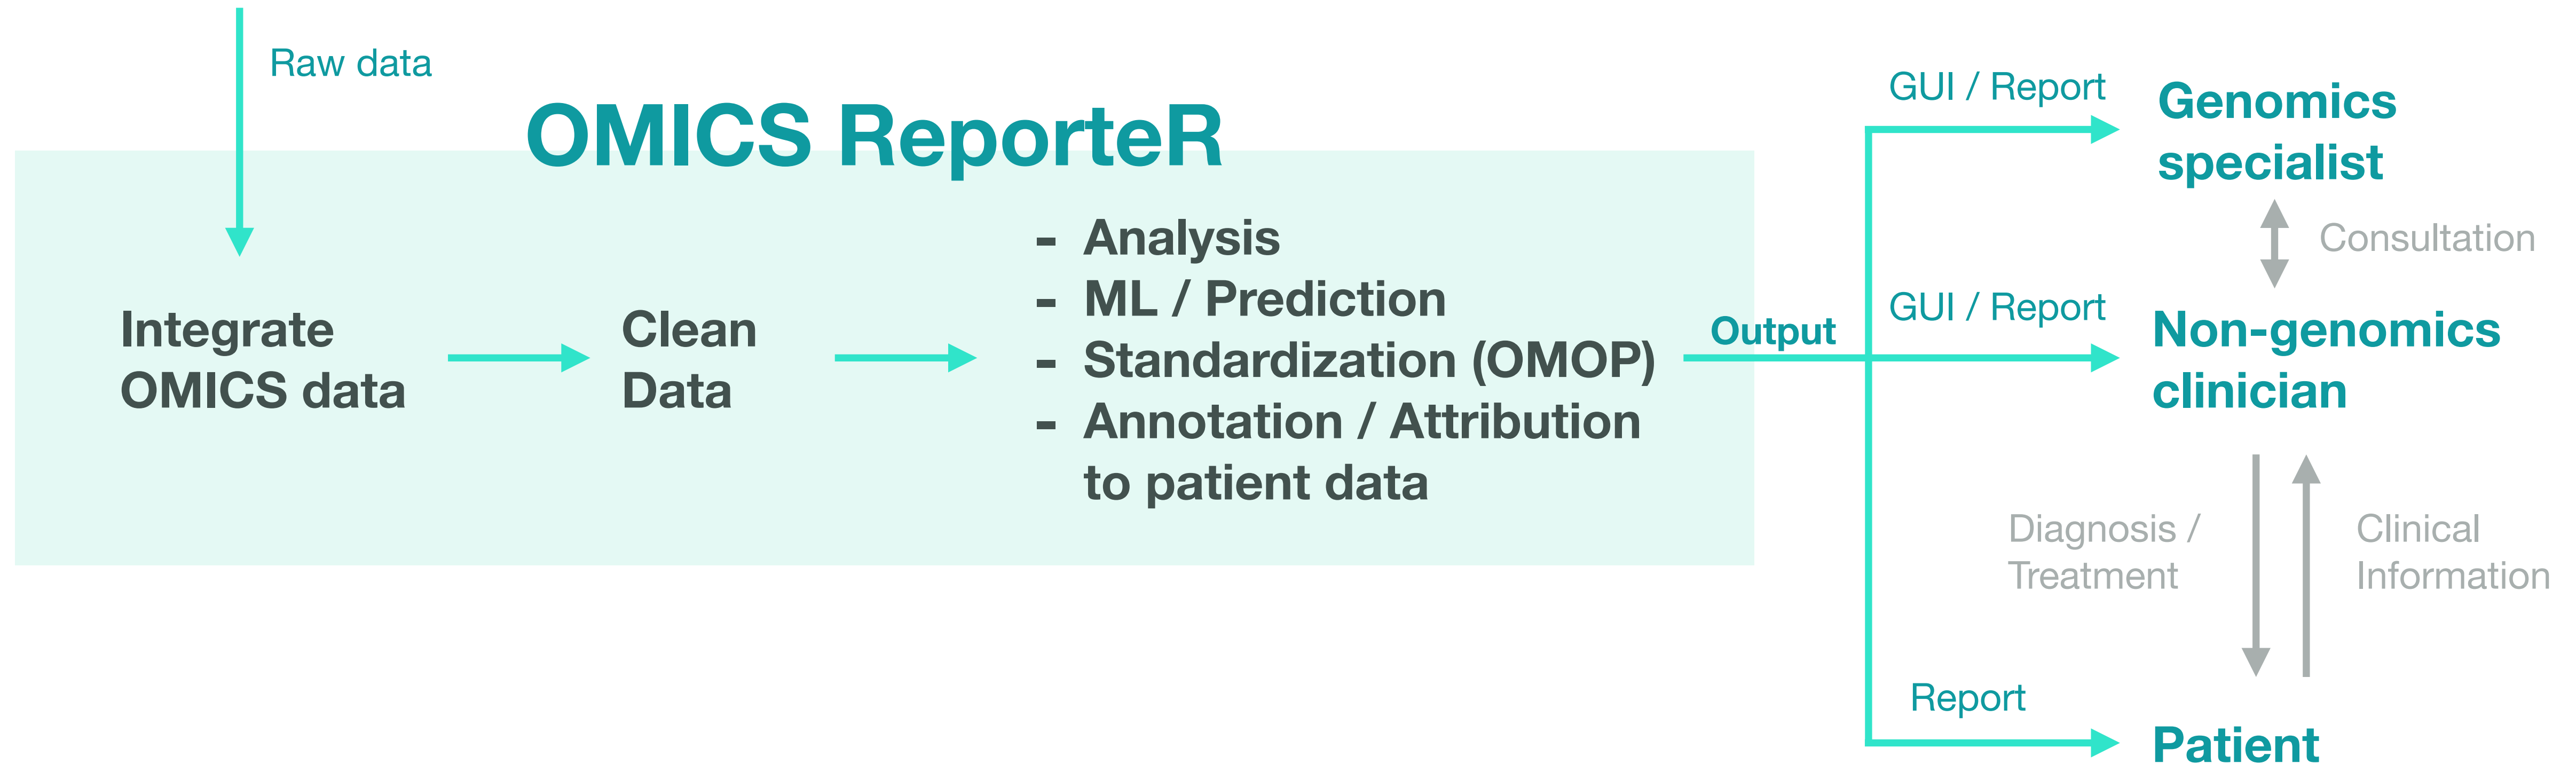 Raw data
OMICS ReporteR
Integrate
OMICS data
Clean
Data
- Analysis
- ML / Prediction
- Standardization (OMOP)
- Annotation / Attribution
to patient data
Output
GUI / Report
Genomics
specialist
Consultation
GUI / Report
Non-genomics
clinician
Diagnosis /
Treatment
Clinical
Information
Report
Patient